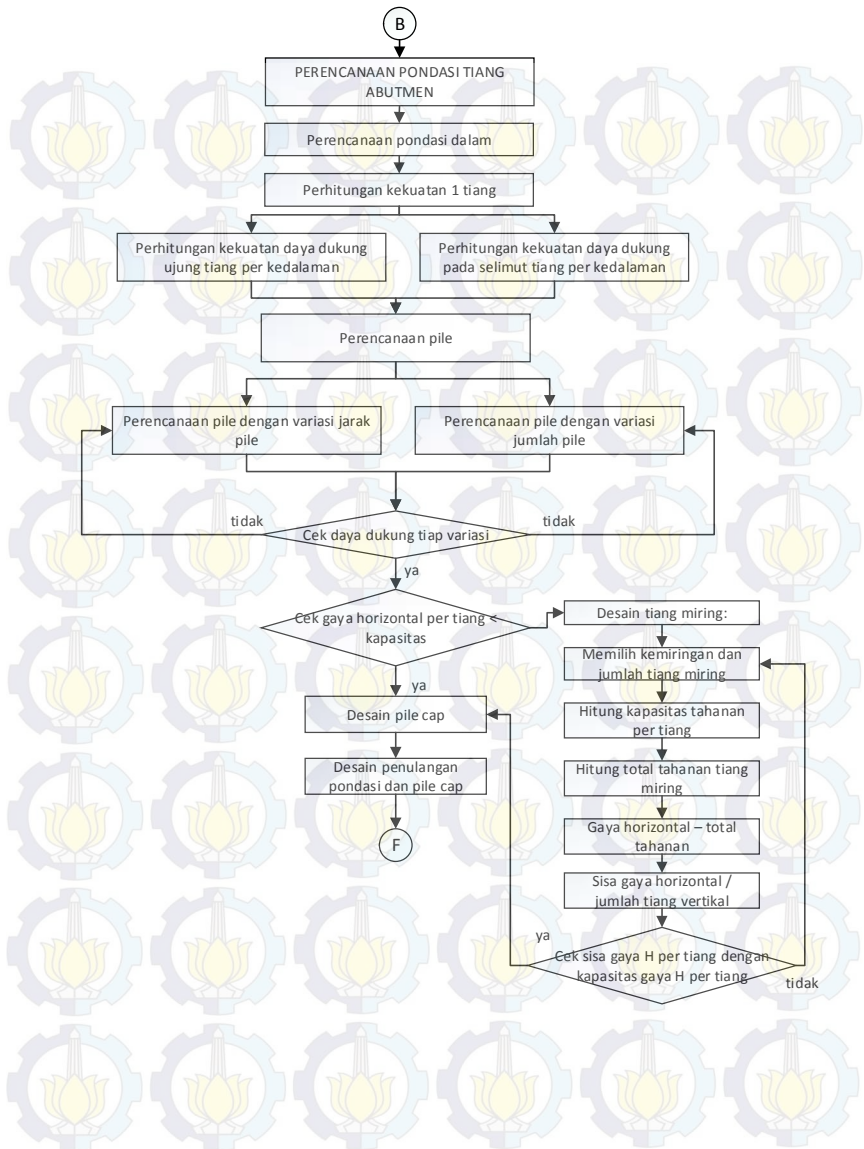 B
PERENCANAAN PONDASI TIANG
ABUTMEN
Perencanaan pondasi dalam
Perhitungan kekuatan 1 tiang
Perhitungan kekuatan daya dukung
ujung tiang per kedalaman
Perhitungan kekuatan daya dukung
pada selimut tiang per kedalaman
Perencanaan pile
Perencanaan pile dengan variasi jarak
pile
Perencanaan pile dengan variasi
jumlah pile
tidak
Cek daya dukung tiap variasi
tidak
ya
Cek gaya horizontal per tiang <
kapasitas
ya
Desain pile cap
Desain penulangan
pondasi dan pile cap
F
Desain tiang miring:
Memilih kemiringan dan
jumlah tiang miring
Hitung kapasitas tahanan
per tiang
Hitung total tahanan tiang
miring
Gaya horizontal – total
tahanan
Sisa gaya horizontal /
jumlah tiang vertikal
ya
Cek sisa gaya H per tiang dengan
kapasitas gaya H per tiang
tidak